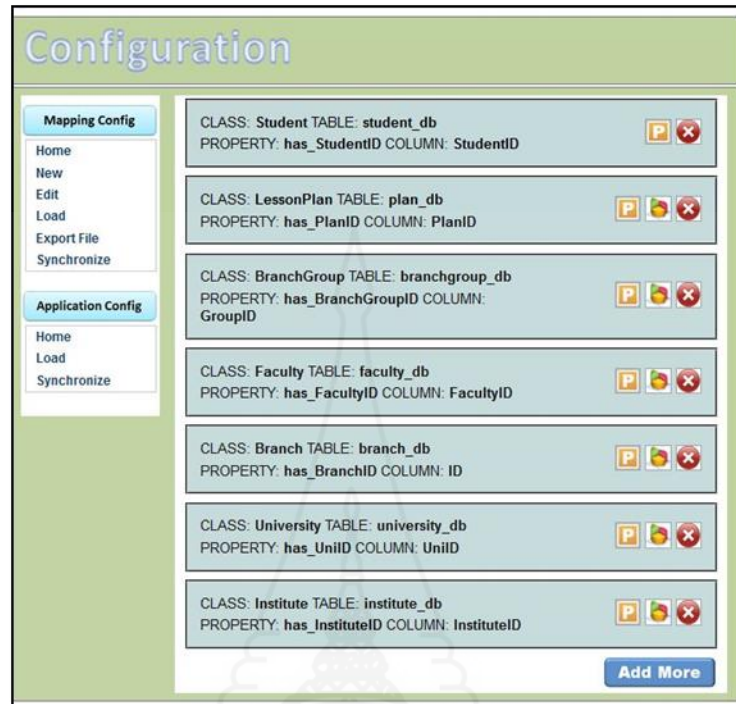 Configuration
Mapping Config
Home
New
Edit
Load
Export File
Synchronize
Application Config
Home
Load
Synchronize
CLASS: Student TABLE: student_db
PROPERTY: has_StudentID COLUMN: StudentID
P
CLASS: LessonPlan TABLE: plan_db
PROPERTY: has_PlanID COLUMN: PlanID
P
CLASS: BranchGroup TABLE: branchgroup_db
PROPERTY: has_BranchGroupID COLUMN:
GroupID
P
CLASS: Faculty TABLE: faculty_db
PROPERTY: has_FacultyID COLUMN: FacultyID
P
CLASS: Branch TABLE: branch_db
PROPERTY: has_BranchID COLUMN: ID
P
CLASS: University TABLE: university_db
PROPERTY: has_UniID COLUMN: UniID
P
CLASS: Institute TABLE: institute_db
PROPERTY: has_InstituteID COLUMN: InstituteID
P
Add More